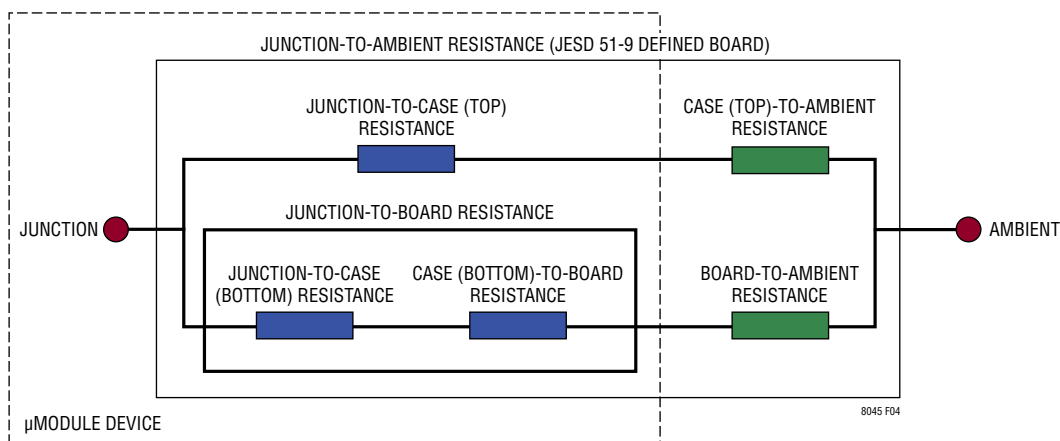 JUNCTION-TO-AMBIENT RESISTANCE (JESD 51-9 DEFINED BOARD)
JUNCTION-TO-CASE (TOP)
RESISTANCE
CASE (TOP)-TO-AMBIENT
RESISTANCE
JUNCTION
JUNCTION-TO-BOARD RESISTANCE
AMBIENT
JUNCTION-TO-CASE
(BOTTOM) RESISTANCE
CASE (BOTTOM)-TO-BOARD
RESISTANCE
BOARD-TO-AMBIENT
RESISTANCE
8045 F04
µMODULE DEVICE